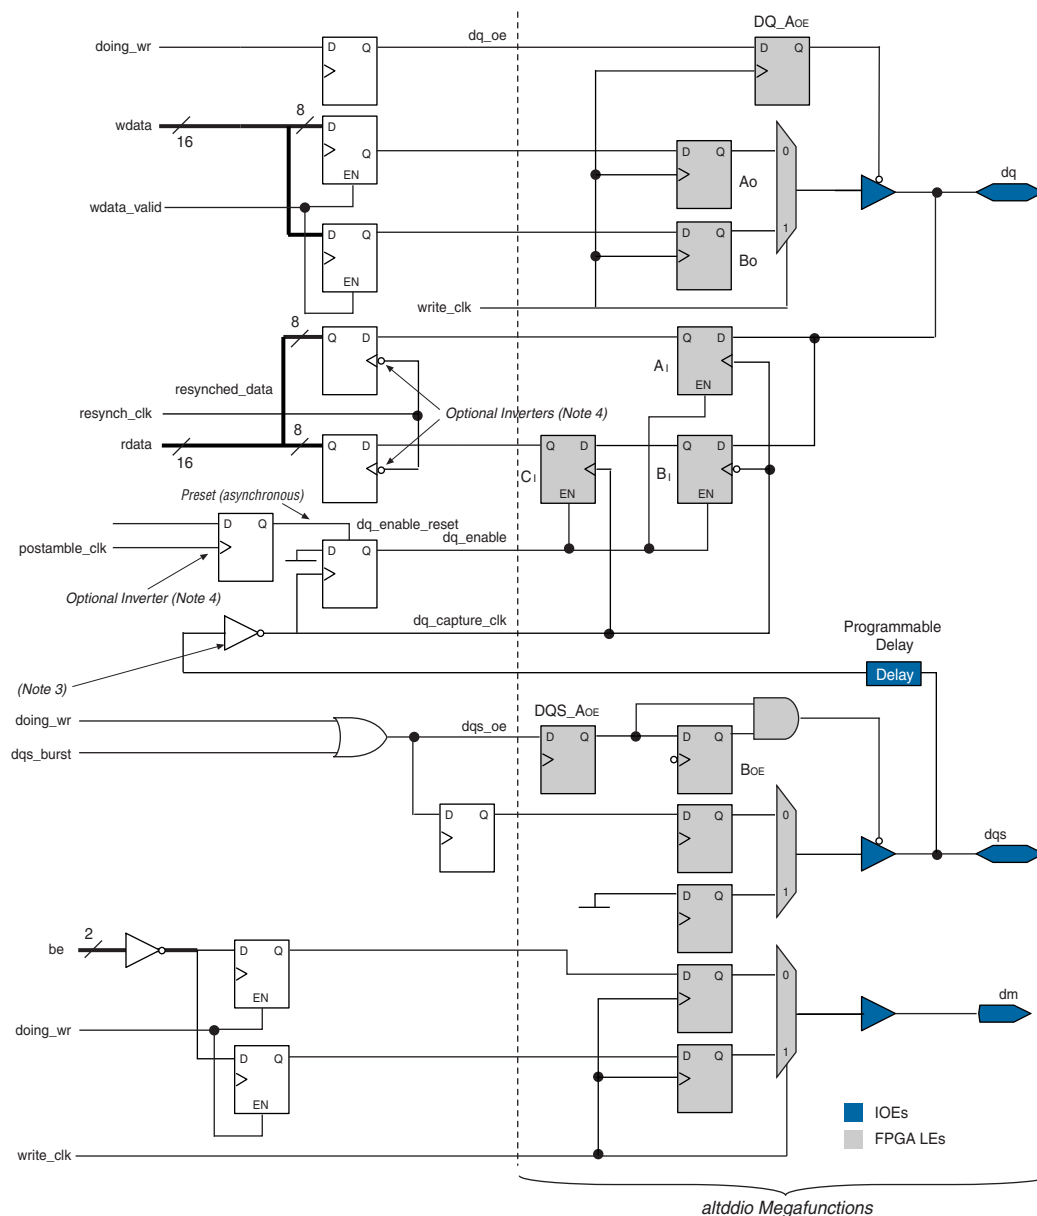 DQ_AOE
doing_wr
D Q
dq_oe
D Q
wdata
16
8
D
Q
EN
D Q
Ao
0
dq
wdata_valid
D Q
EN
D Q
Bo
1
write_clk
8
Q D
Q D
AI
EN
resynched_data
resynch_clk
Optional Inverters (Note 4)
rdata
16
8
Q D
Q D
CI
EN
Q D
BI
EN
Preset (asynchronous)
D Q
dq_enable_reset
postamble_clk
D Q
dq_enable
Optional Inverter (Note 4)
dq_capture_clk
Programmable
Delay
Delay
(Note 3)
doing_wr
dqs_burst
dqs_oe
DQS_AOE
D Q
D Q
BOE
D Q
D Q
0
dqs
D Q
1
be
2
D Q
EN
D Q
0
dm
doing_wr
D Q
EN
D Q
1
IOEs
FPGA LEs
write_clk
altddio Megafunctions